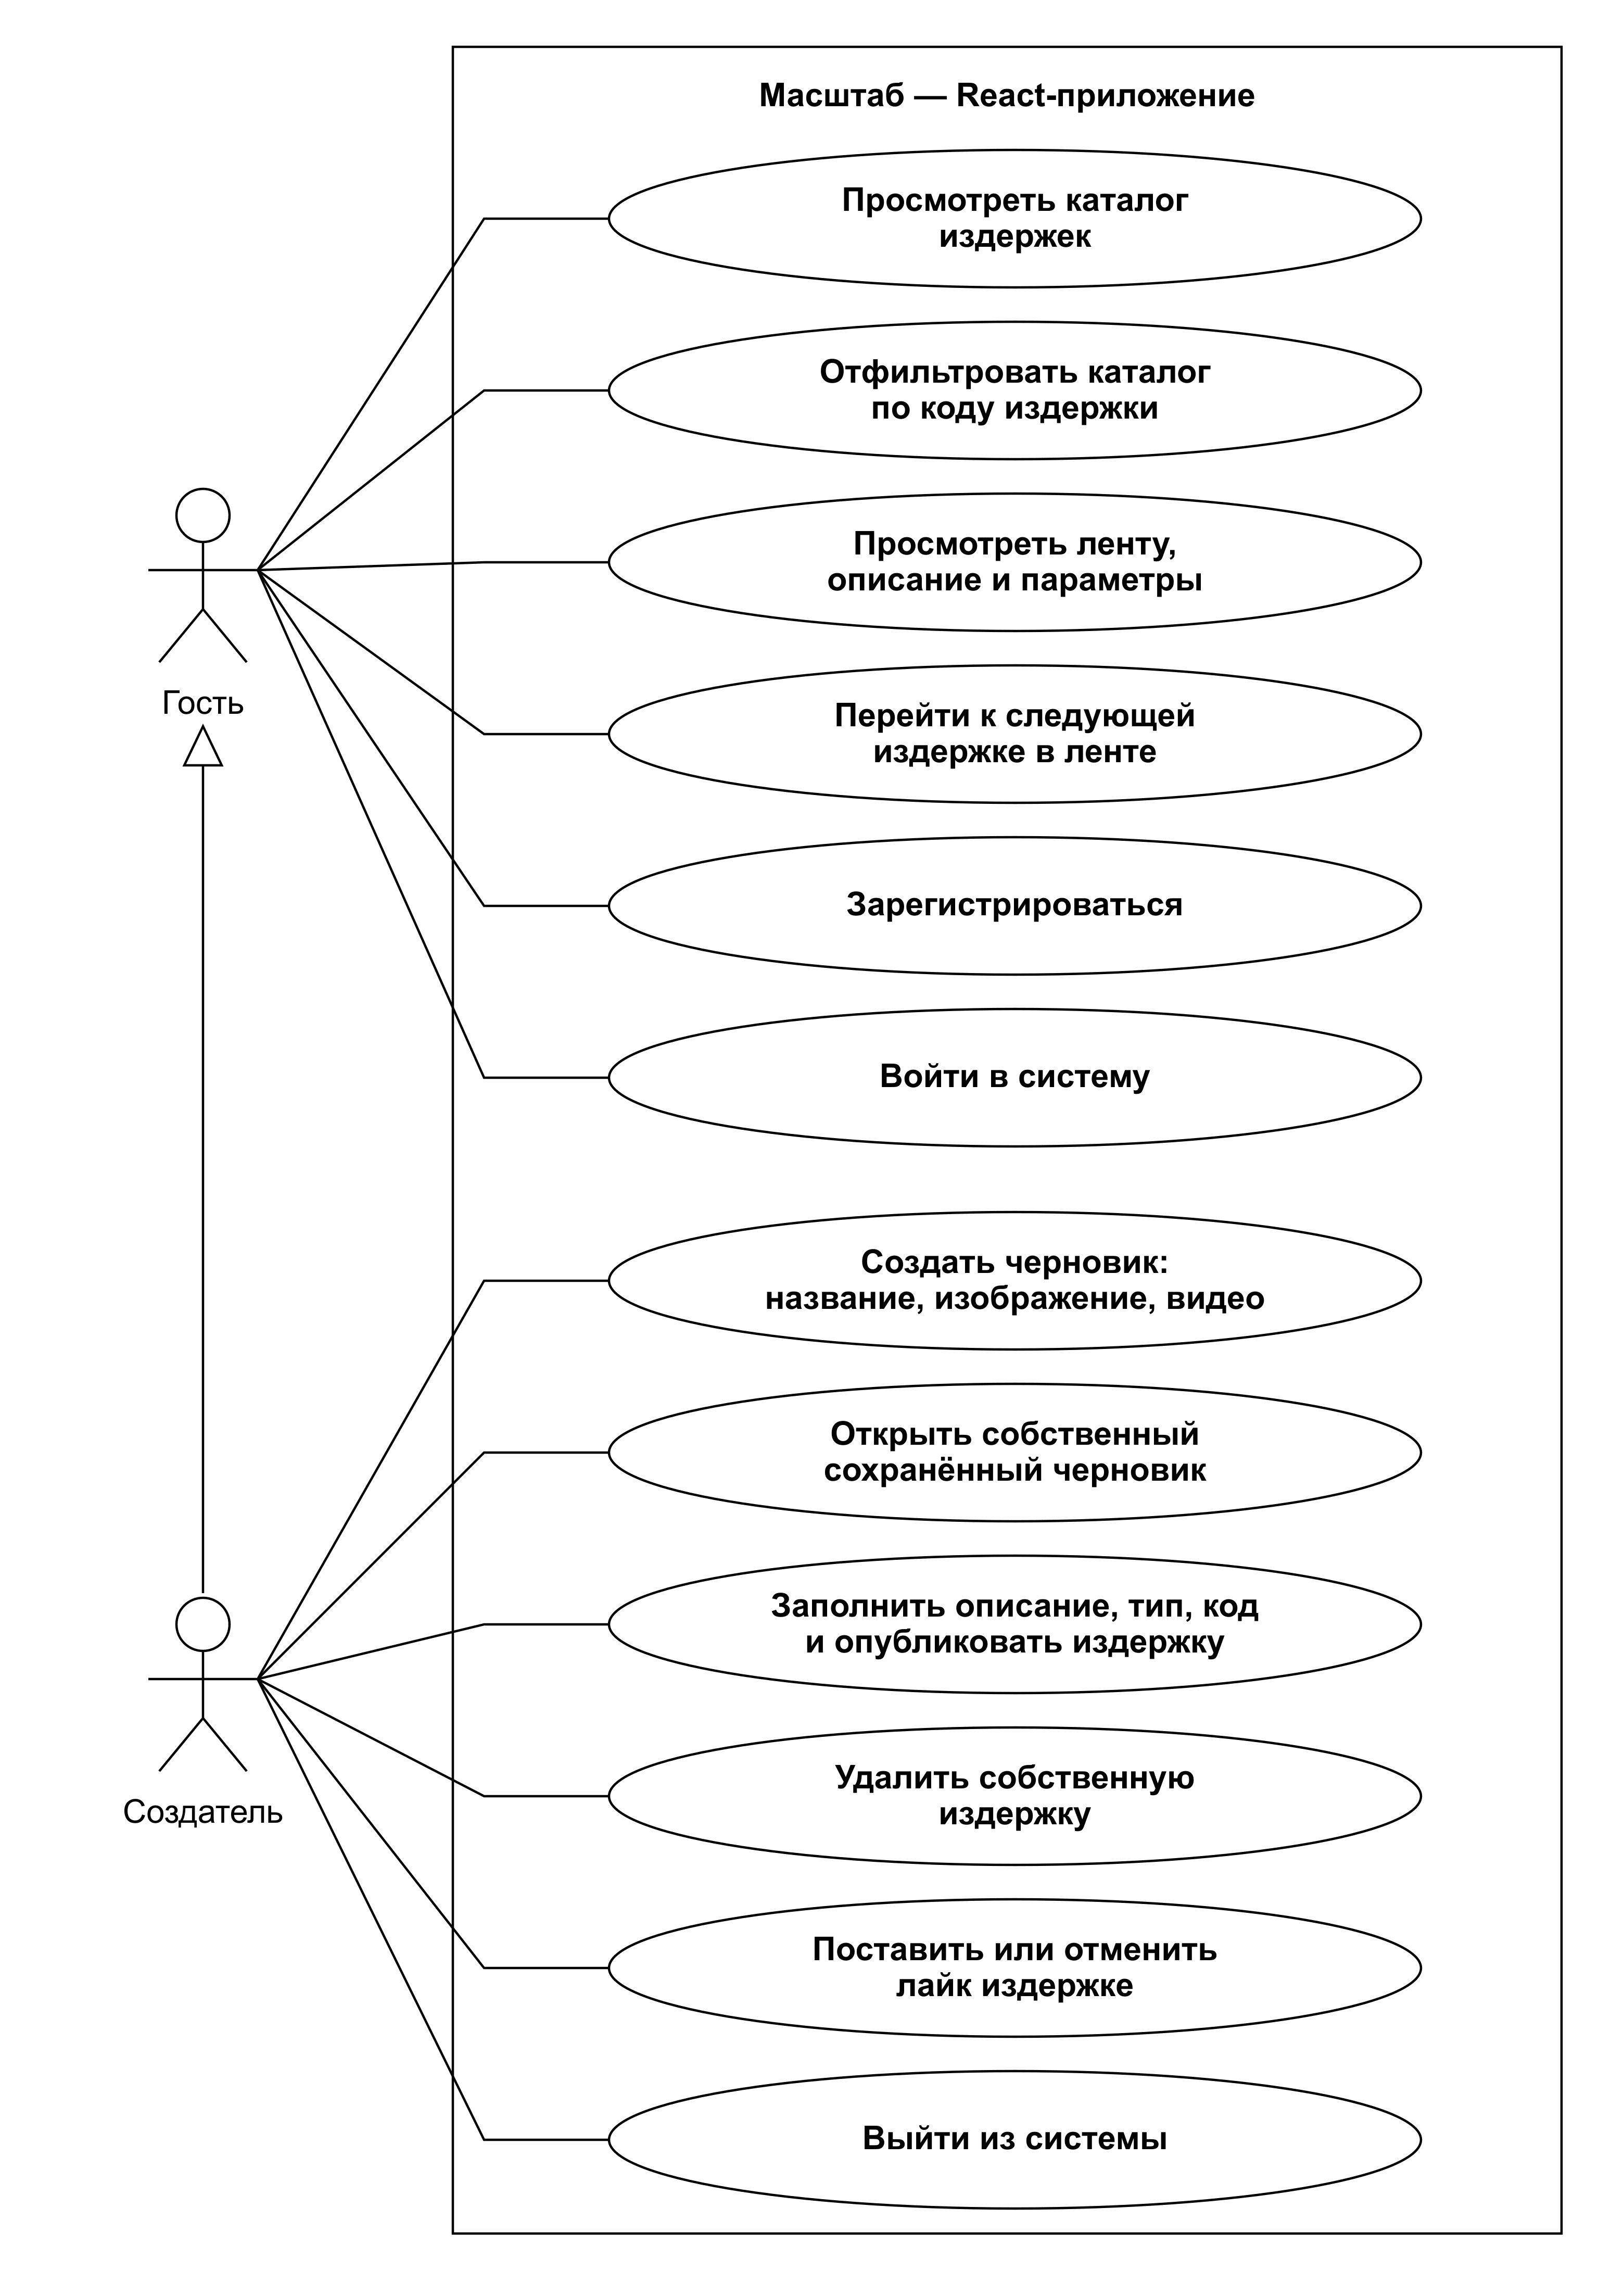 Масштаб — React-приложение
Просмотреть каталог
издержек
Отфильтровать каталог
по коду издержки
Просмотреть ленту,
описание и параметры
Гость
Перейти к следующей
издержке в ленте
Зарегистрироваться
Войти в систему
Создать черновик:
название, изображение, видео
Открыть собственный
сохранённый черновик
Заполнить описание, тип, код
и опубликовать издержку
Удалить собственную
издержку
Создатель
Поставить или отменить
лайк издержке
Выйти из системы